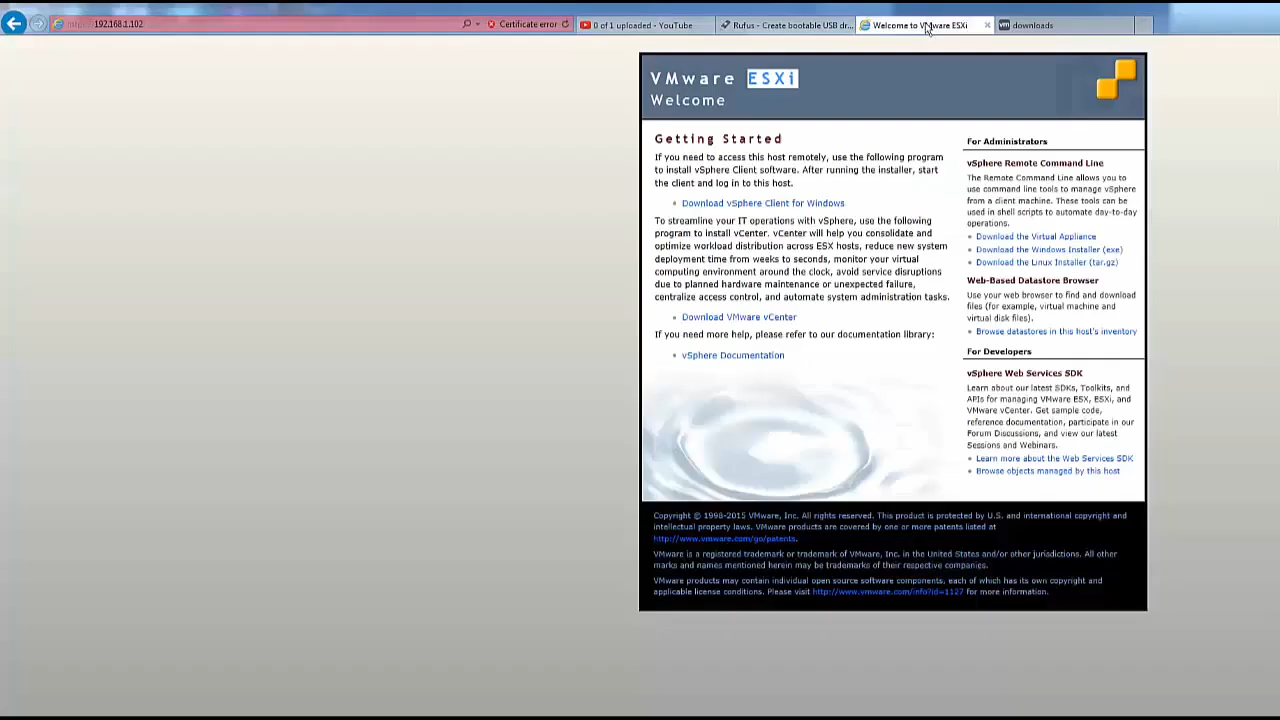 192.168.1.102
Certificate error
0 of 1 uploaded - YouTube
Rufus - Create bootable USB dr...
Welcome to VMware ESXi
vm
downloads
VMware ESXi
Welcome
Getting Started
If you need to access this host remotely, use the following program
to install vSphere Client software. After running the installer, start
the client and log in to this host.
Download vSphere Client for Windows
To streamline your IT operations with vSphere, use the following
program to install vCenter. vCenter will help you consolidate and
optimize workload distribution across ESX hosts, reduce new system
deployment time from weeks to seconds, monitor your virtual
computing environment around the clock, avoid service disruptions
due to planned hardware maintenance or unexpected failure,
centralize access control, and automate system administration tasks.
Download VMware vCenter
If you need more help, please refer to our documentation library:
vSphere Documentation
For Administrators
vSphere Remote Command Line
The Remote Command Line allows you to
use command line tools to manage vSphere
from a client machine. These tools can be
used in shell scripts to automate day-to-day
operations.
Download the Virtual Appliance
Download the Windows Installer (exe)
Download the Linux Installer (tar.gz)
Web-Based Datastore Browser
Use your web browser to find and download
files (for example, virtual machine and
virtual disk files).
Browse datastores in this host's inventory
For Developers
vSphere Web Services SDK
Learn about our latest SDKs, Toolkits, and
APIs for managing VMware ESX, ESXi, and
VMware vCenter. Get sample code,
reference documentation, participate in our
Forum Discussions, and view our latest
Sessions and Webinars.
Learn more about the Web Services SDK
Browse objects managed by this host
Copyright © 1998-2015 VMware, Inc. All rights reserved. This product is protected by U.S. and international copyright and
intellectual property laws. VMware products are covered by one or more patents listed at
http://www.vmware.com/go/patents.
VMware is a registered trademark or trademark of VMware, Inc. in the United States and/or other jurisdictions. All other
marks and names mentioned herein may be trademarks of their respective companies.
VMware products may contain individual open source software components, each of which has its own copyright and
applicable license conditions. Please visit http://www.vmware.com/info?id=1127 for more information.